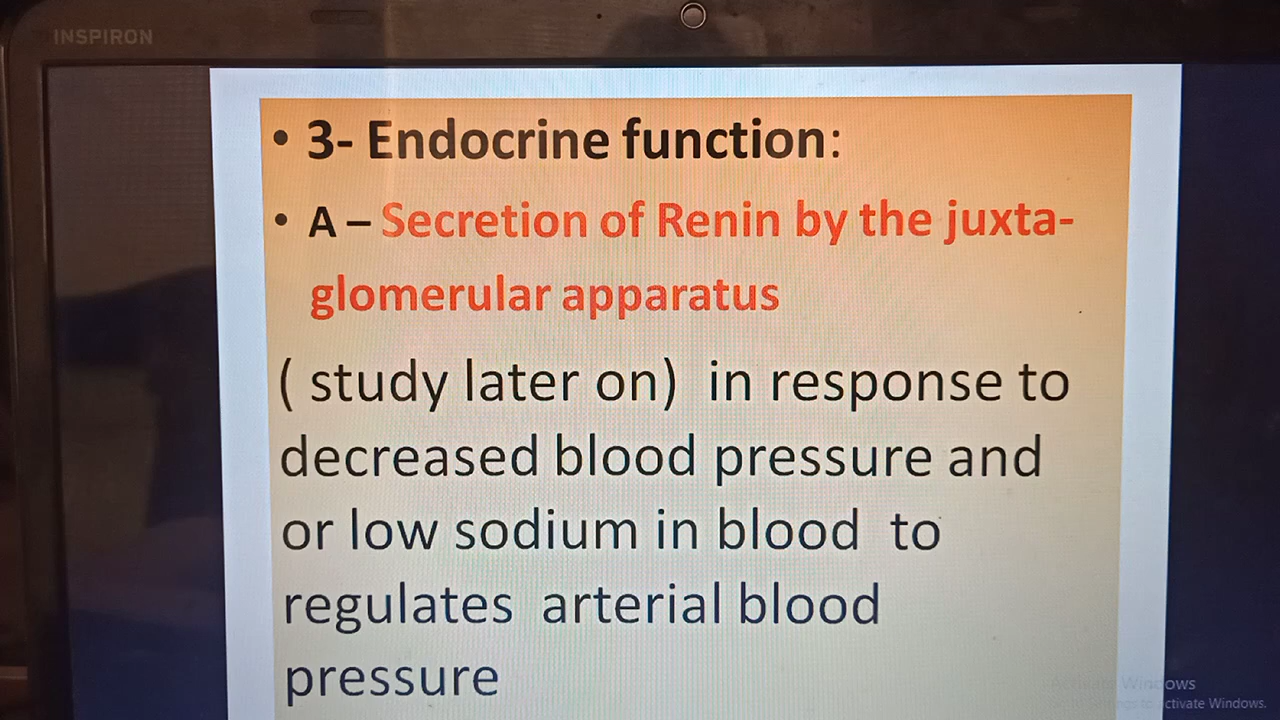 INSPIRON
• 3- Endocrine function:
• A – Secretion of Renin by the juxta-
glomerular apparatus
( study later on) in response to
decreased blood pressure and
or low sodium in blood to
regulates arterial blood
pressure
Activate Windows
to activate Windows.